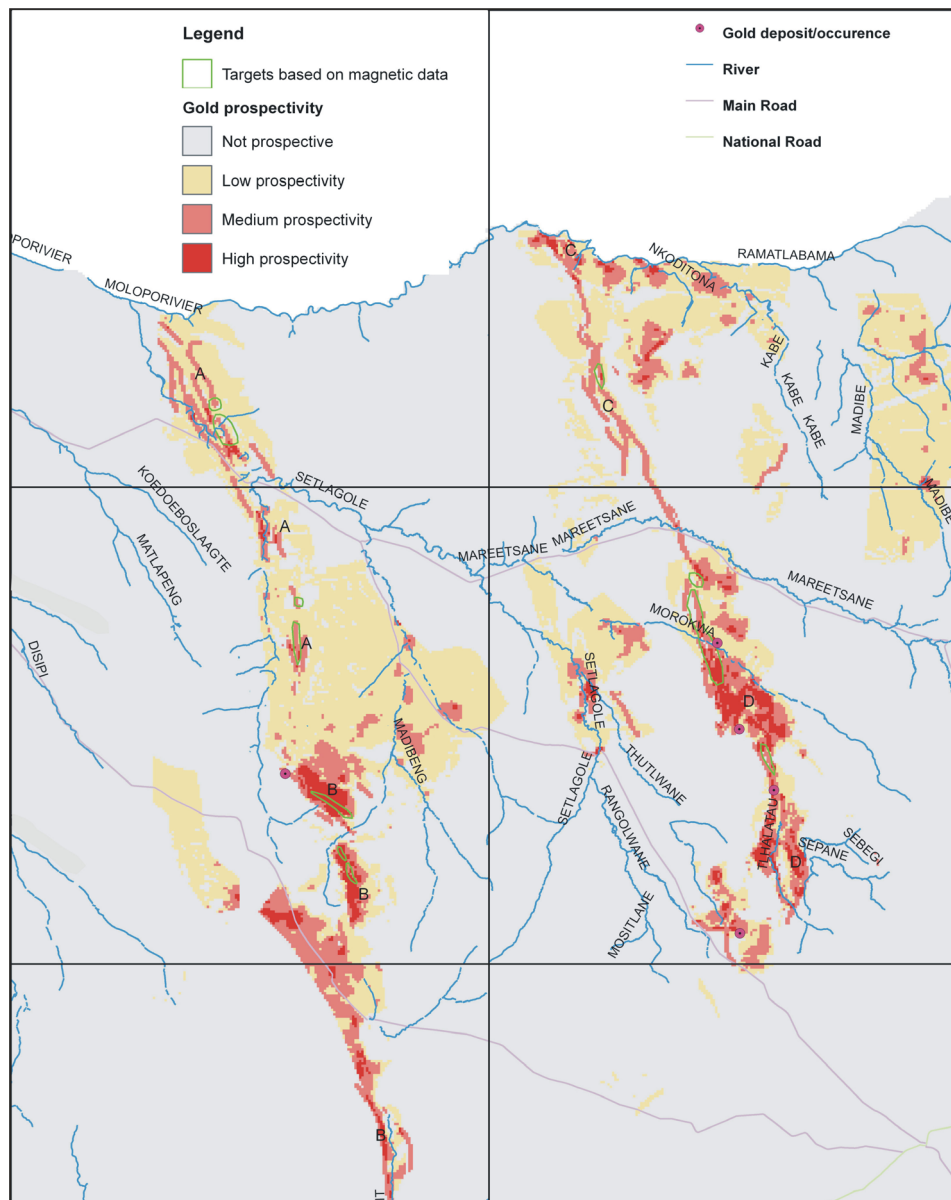 Legend
Targets based on magnetic data
Gold prospectivity
Not prospective
Low prospectivity
Medium prospectivity
High prospectivity
Gold deposit/occurence
River
Main Road
National Road
PORIVIER
MOLOPORIVIER
C
NKODITONA
RAMATLABAMA
A
KABE
KABE
KABE
MADIBE
C
MADIBE
KOEDOEBOSLAAGTE
SETLAGOLE
MATLAPENG
A
MAREETSANE
MAREETSANE
MAREETSANE
DISIPI
A
MOROKWA
SETLAGOLE
D
MADIBENG
B
SETLAGOLE
THUTLWANE
RANGOLWANE
TLHALATAU
SEBEGI
SEPANE
D
B
MOSITLANE
B